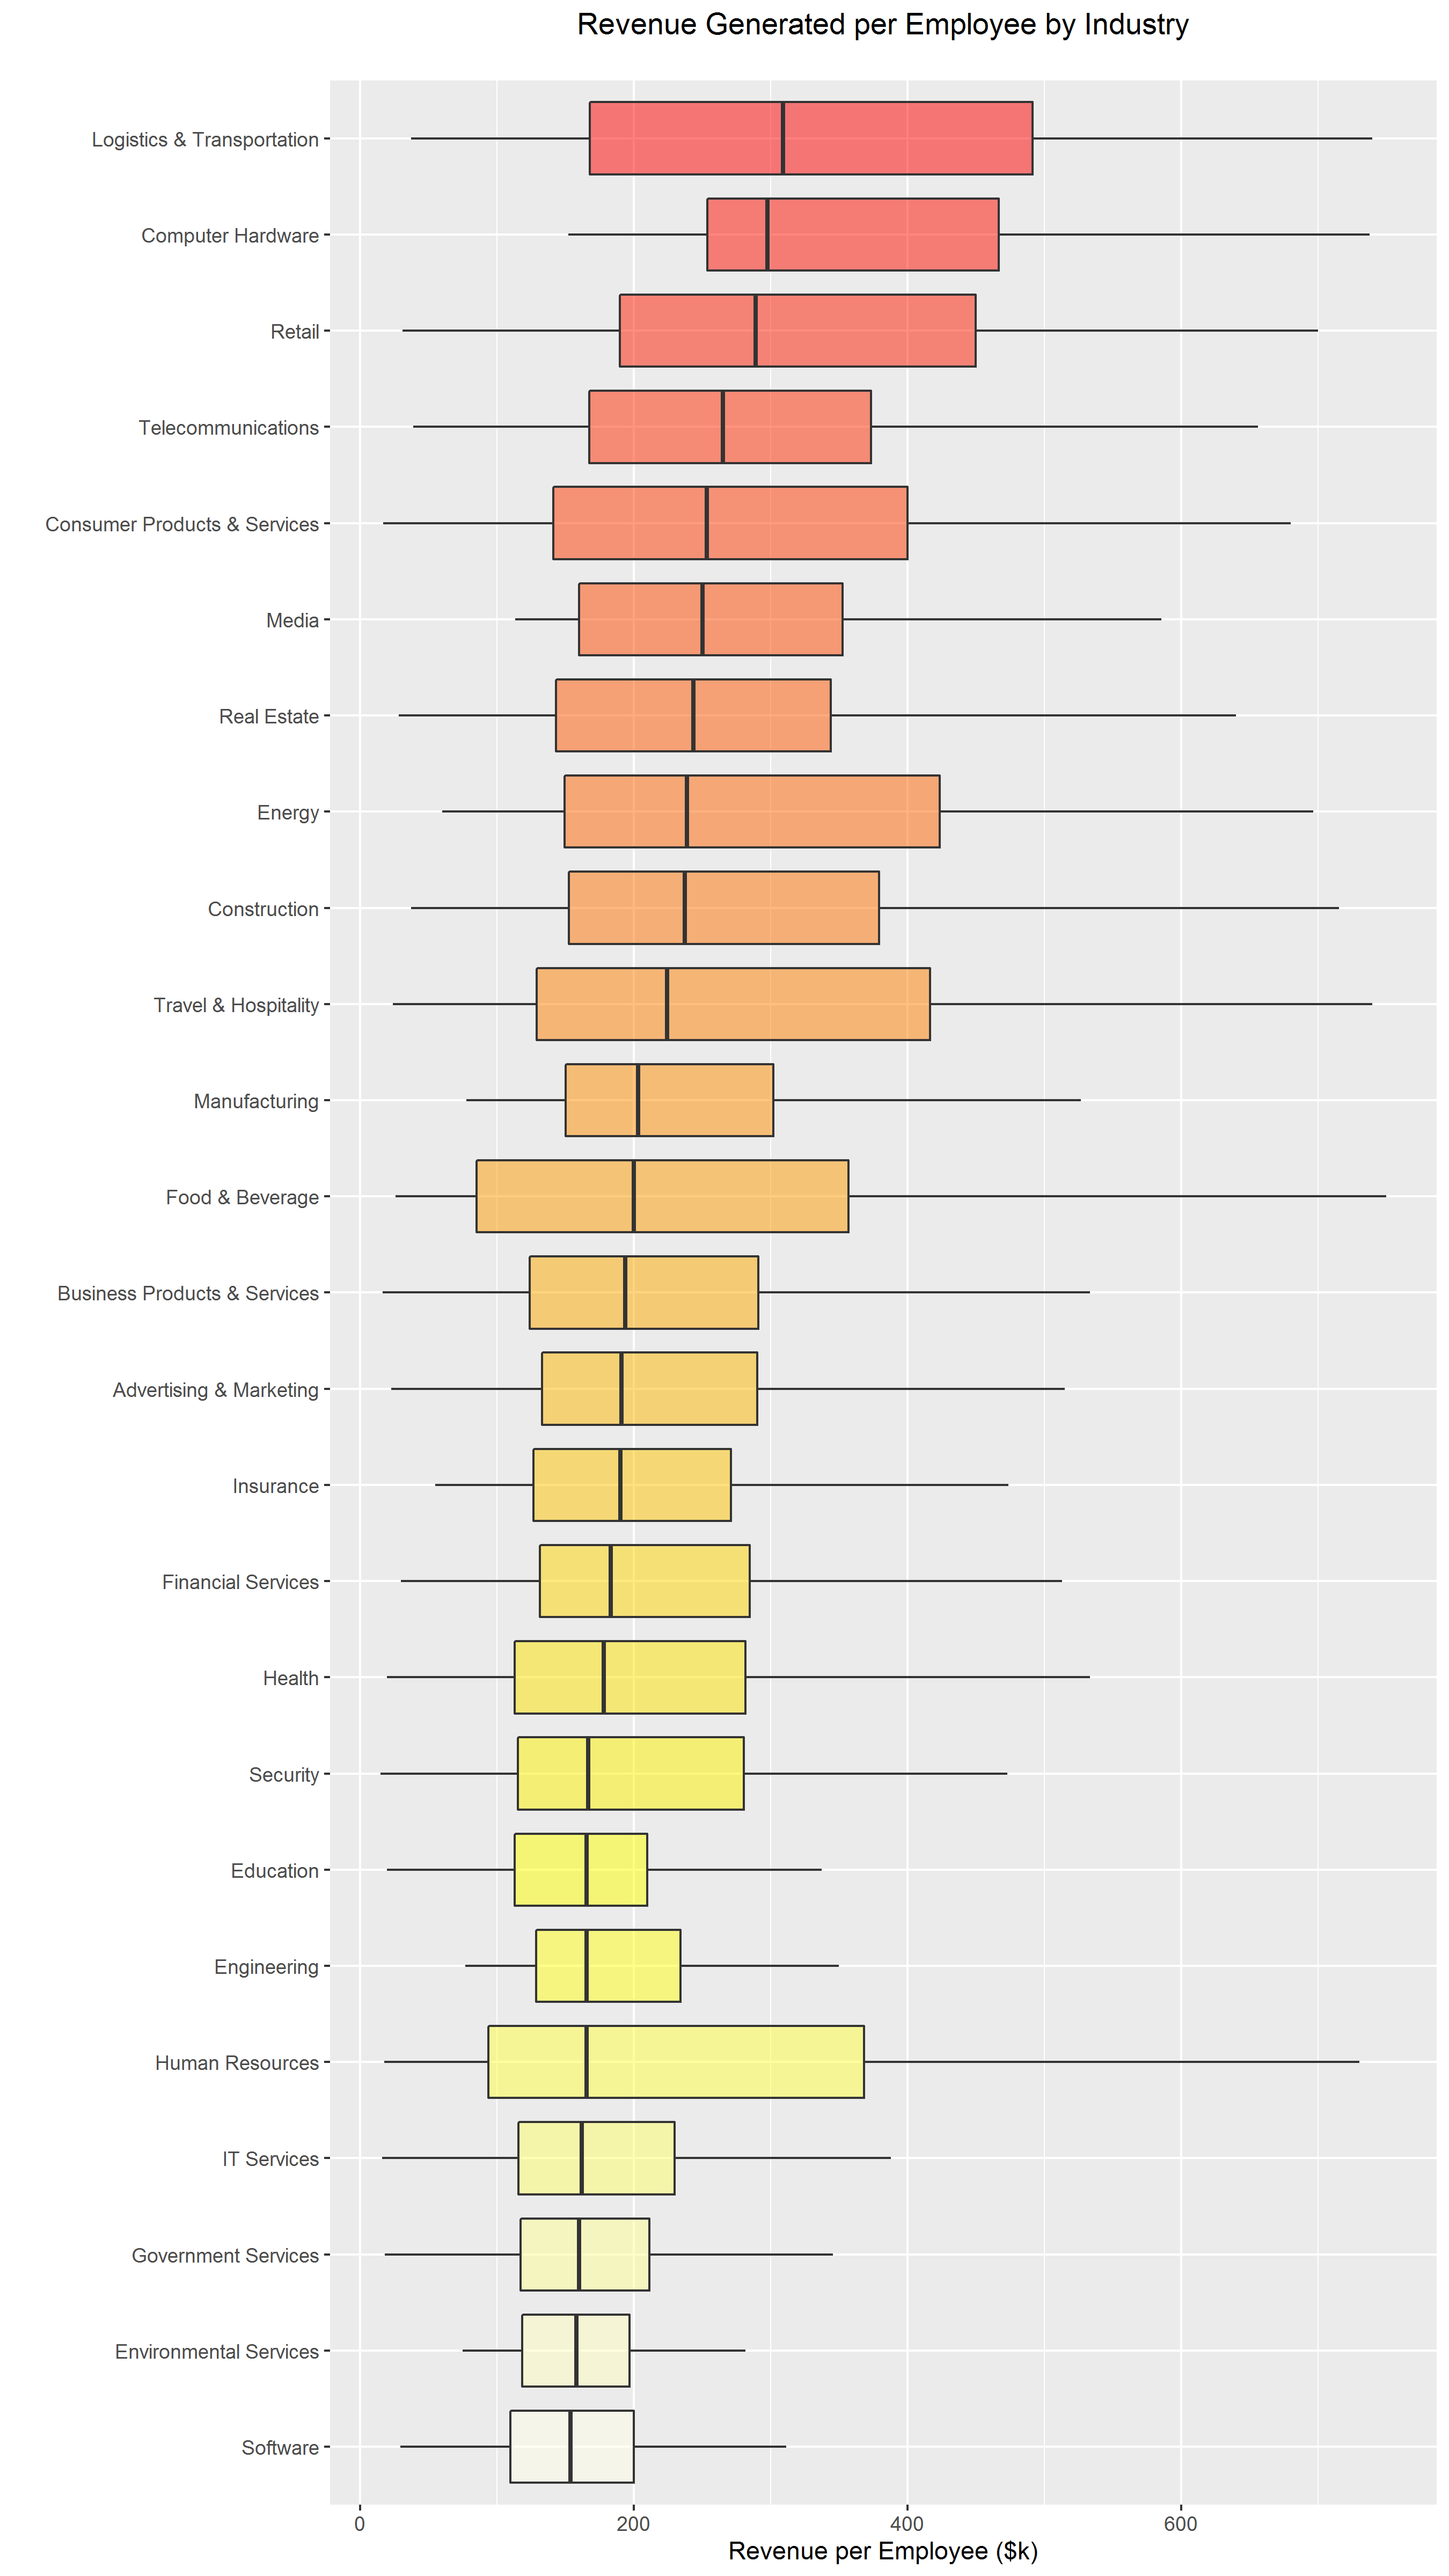 Revenue Generated per Employee by Industry
Logistics & Transportation
Computer Hardware
Retail
Telecommunications
Consumer Products & Services
Media
Real Estate
Energy
Construction
Travel & Hospitality
Manufacturing
Food & Beverage
Business Products & Services
Advertising & Marketing
Insurance
Financial Services
Health
Security
Education
Engineering
Human Resources
IT Services
Government Services
Environmental Services
Software
0 200 400 600
Revenue per Employee ($k)